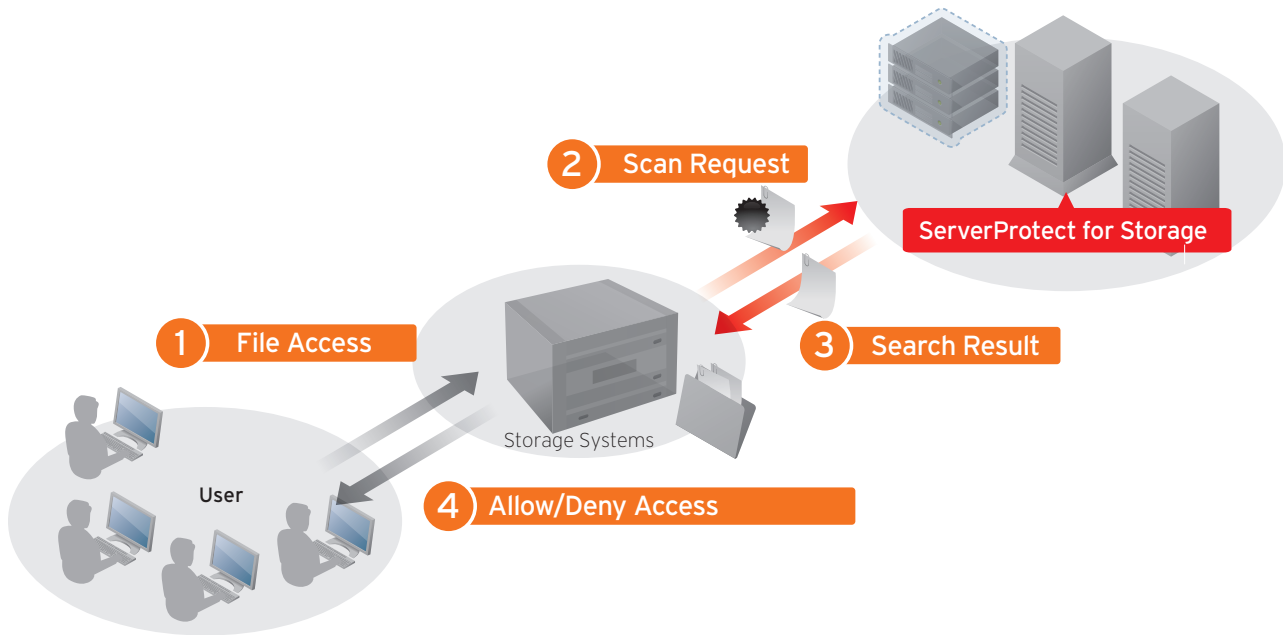 2 Scan Request
ServerProtect for Storage
1 File Access
3 Search Result
Storage Systems
User
4 Allow/Deny Access